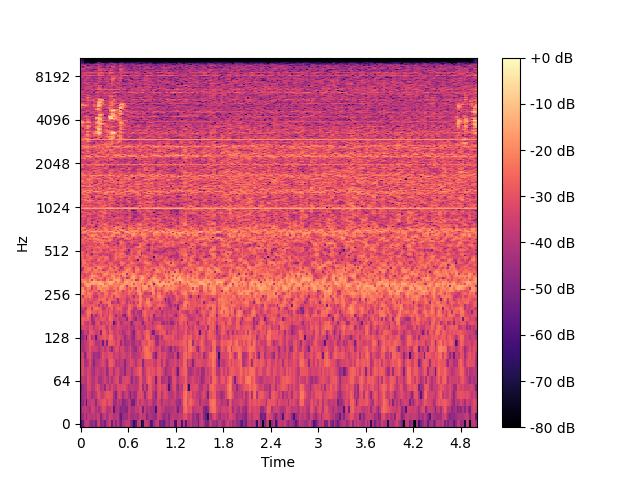 8192
4096
2048
1024
512
256
128
64
0
Hz
0 0.6 1.2 1.8 2.4 3 3.6 4.2 4.8
Time
+0 dB
-10 dB
-20 dB
-30 dB
-40 dB
-50 dB
-60 dB
-70 dB
-80 dB